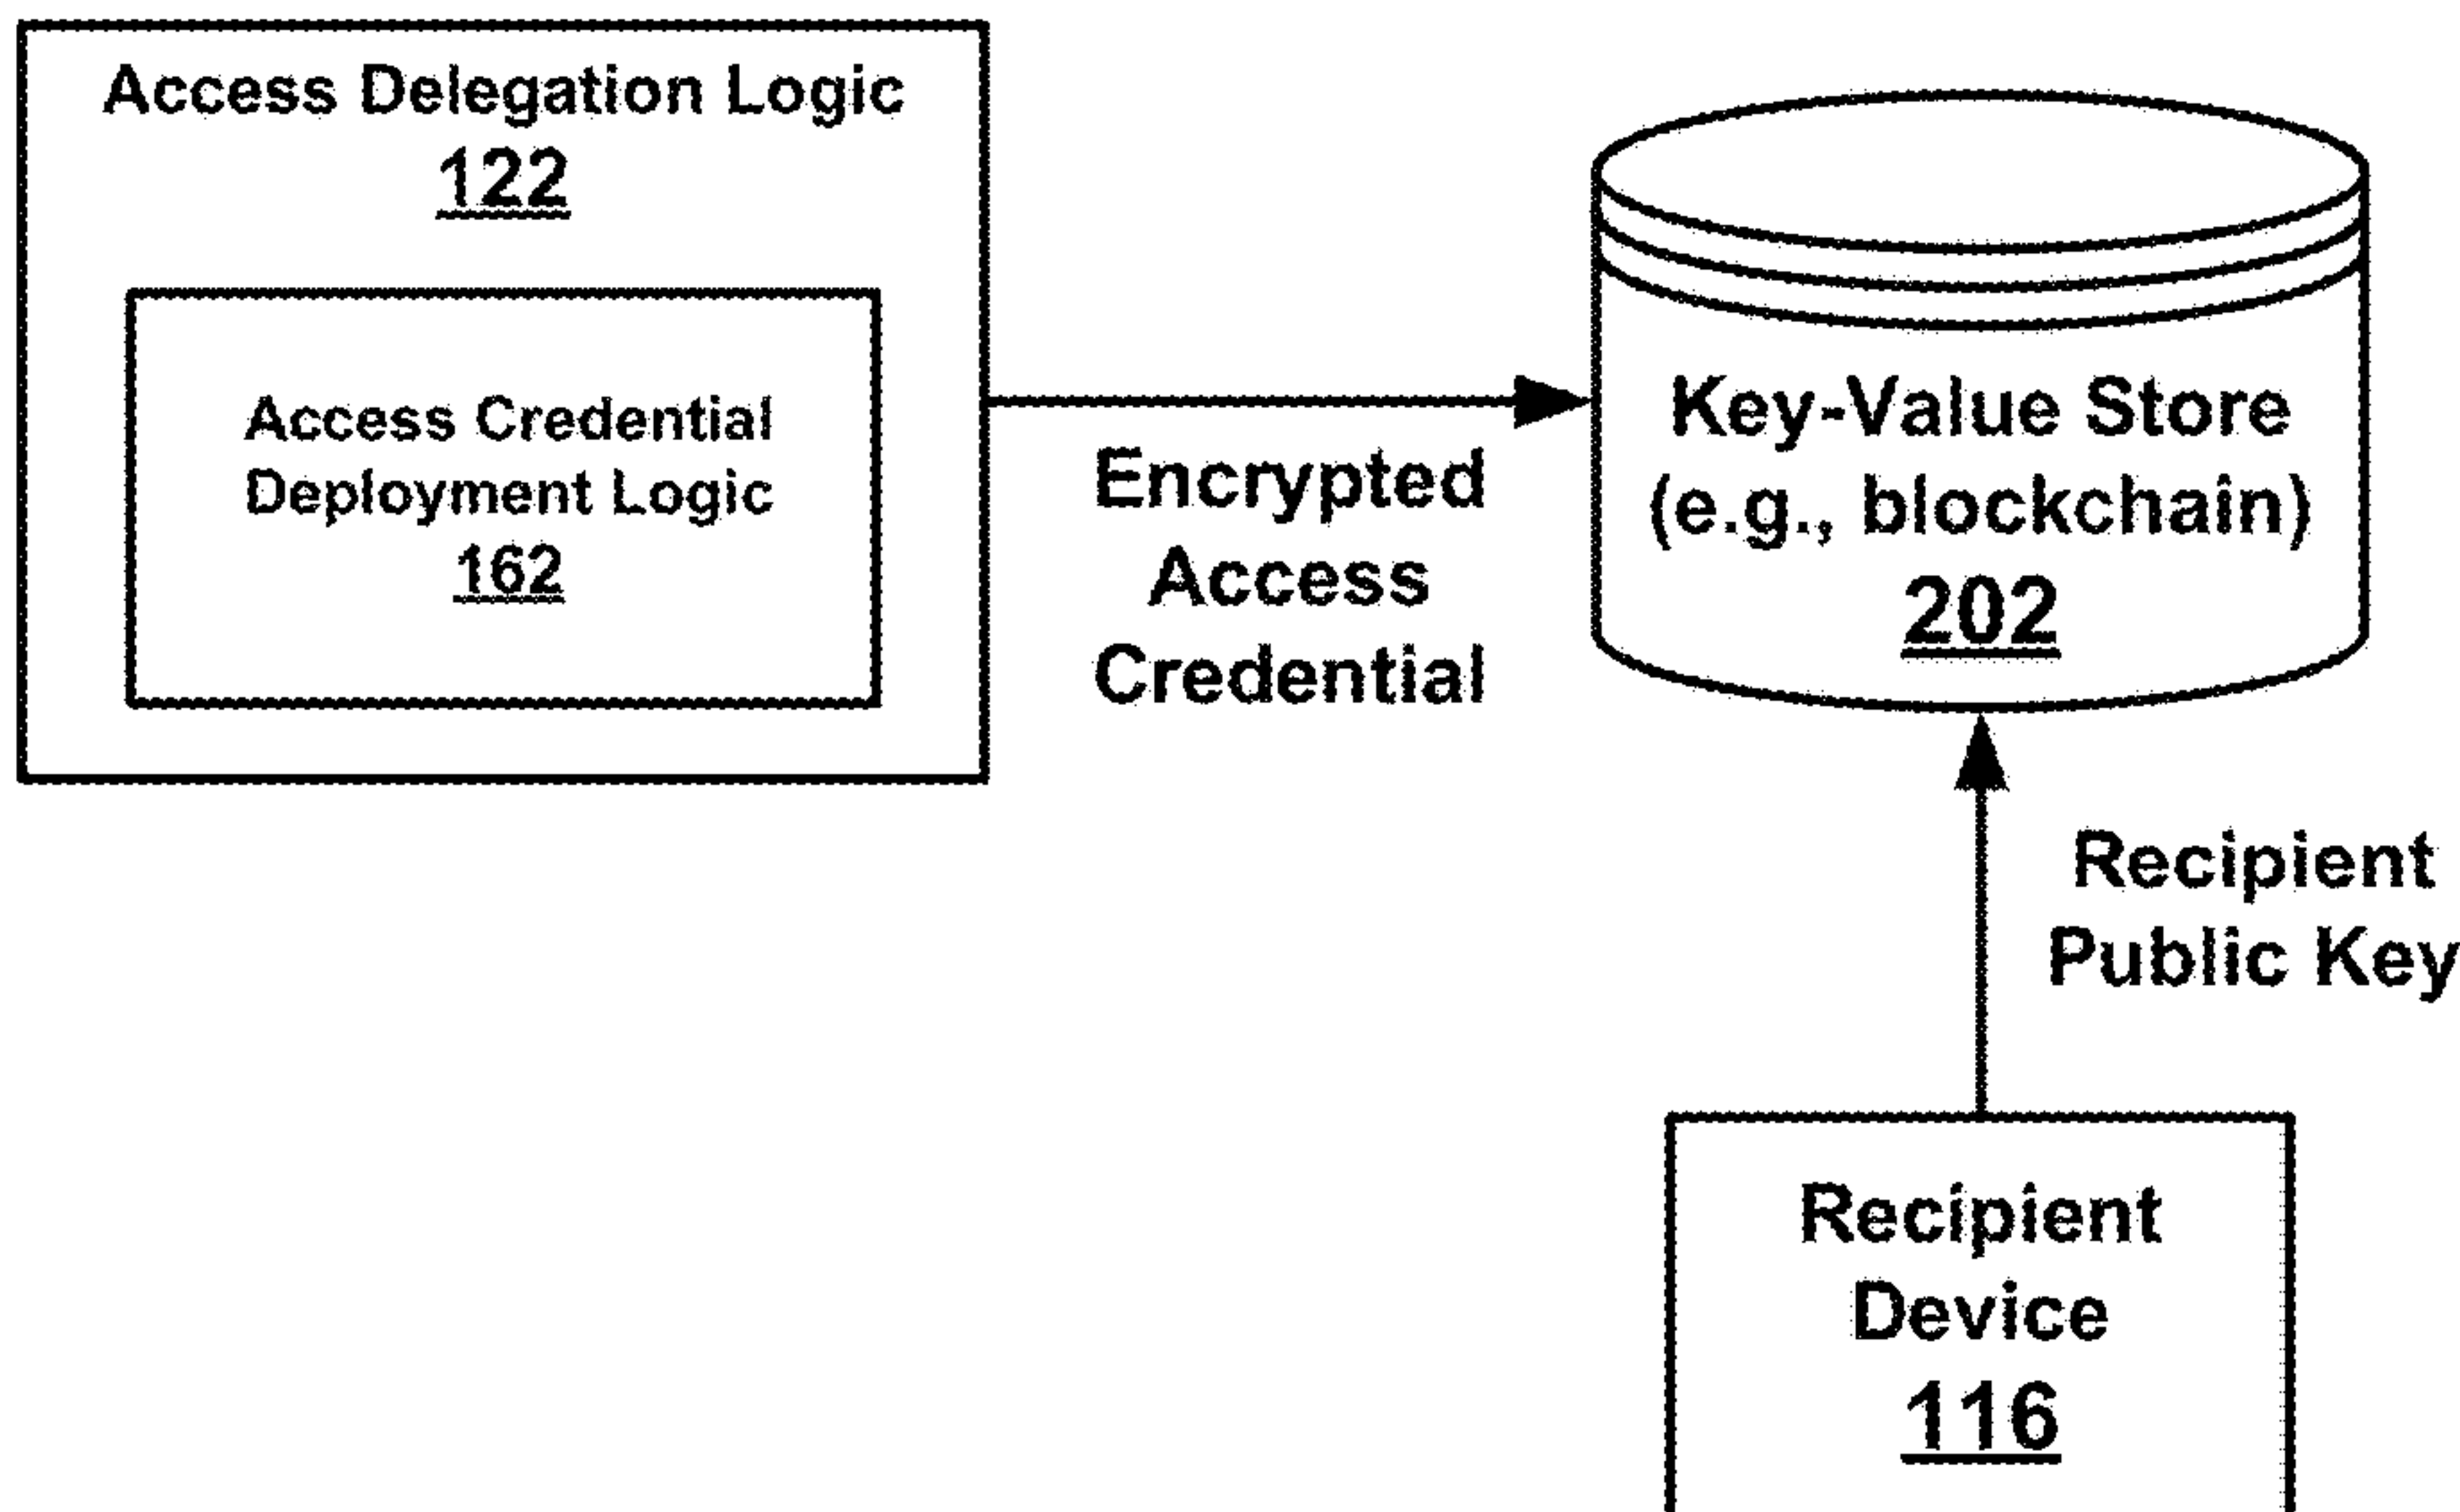 Access Delegation Logic
122
Access Credential
Deployment Logic
162
Encrypted
Access
Credential
Key-Value Store
(e.g., blockchain)
202
Recipient
Public Key
Recipient
Device
116